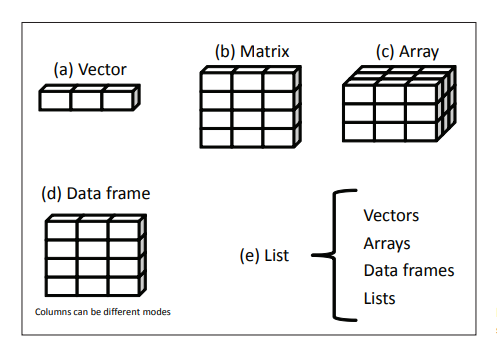 (a) Vector
(b) Matrix
(c) Array
(d) Data frame
Columns can be different modes
(e) List
Vectors
Arrays
Data frames
Lists